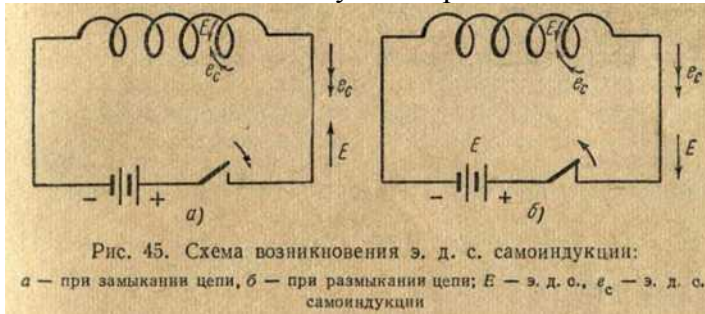 E
e_c
e_c
E
− +
а)
E
e_c
e_c
E
E
− +
б)
Рис. 45. Схема возникновения э. д. с. самоиндукции:
а — при замыкании цепи, б — при размыкании цепи; E — э. д. с., e_c — э. д. с.
самоиндукции